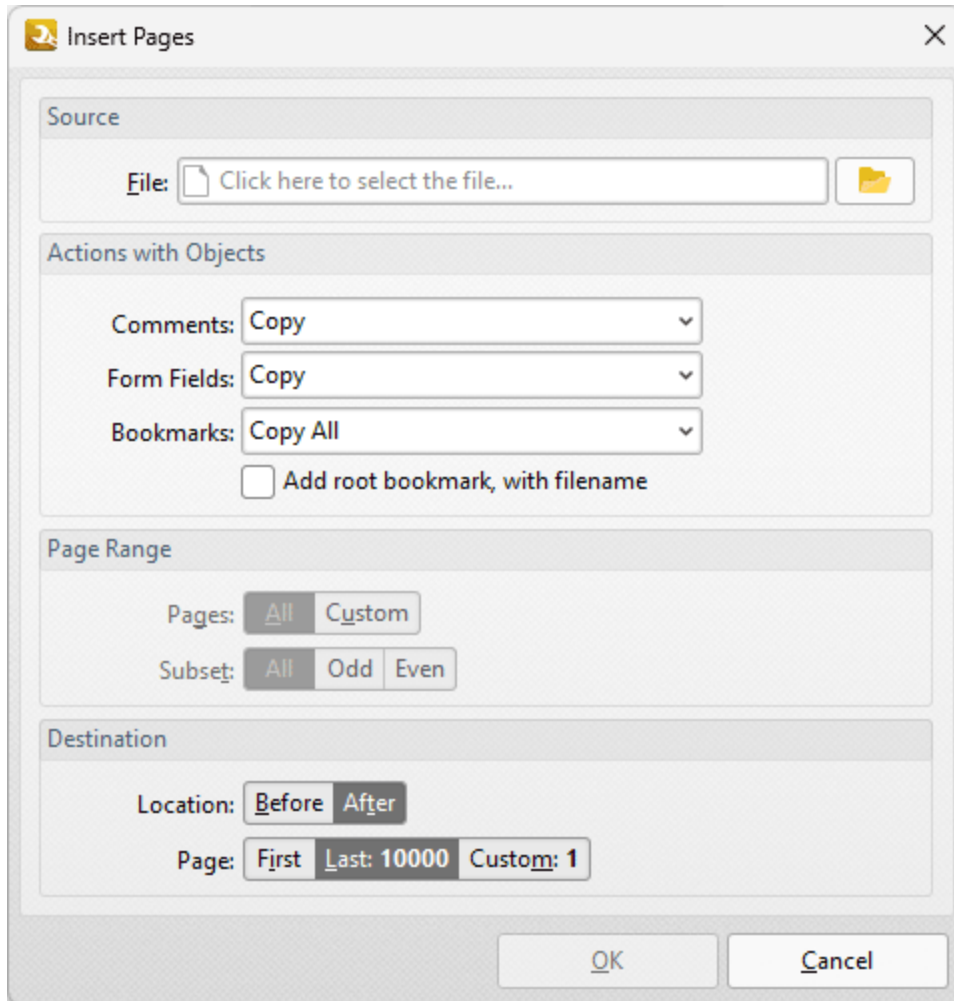 Insert Pages
Source
File: Click here to select the file...
Actions with Objects
Comments: Copy
Form Fields: Copy
Bookmarks: Copy All
Add root bookmark, with filename
Page Range
Pages: All Custom
Subset: All Odd Even
Destination
Location: Before After
Page: First Last: 10000 Custom: 1
OK Cancel